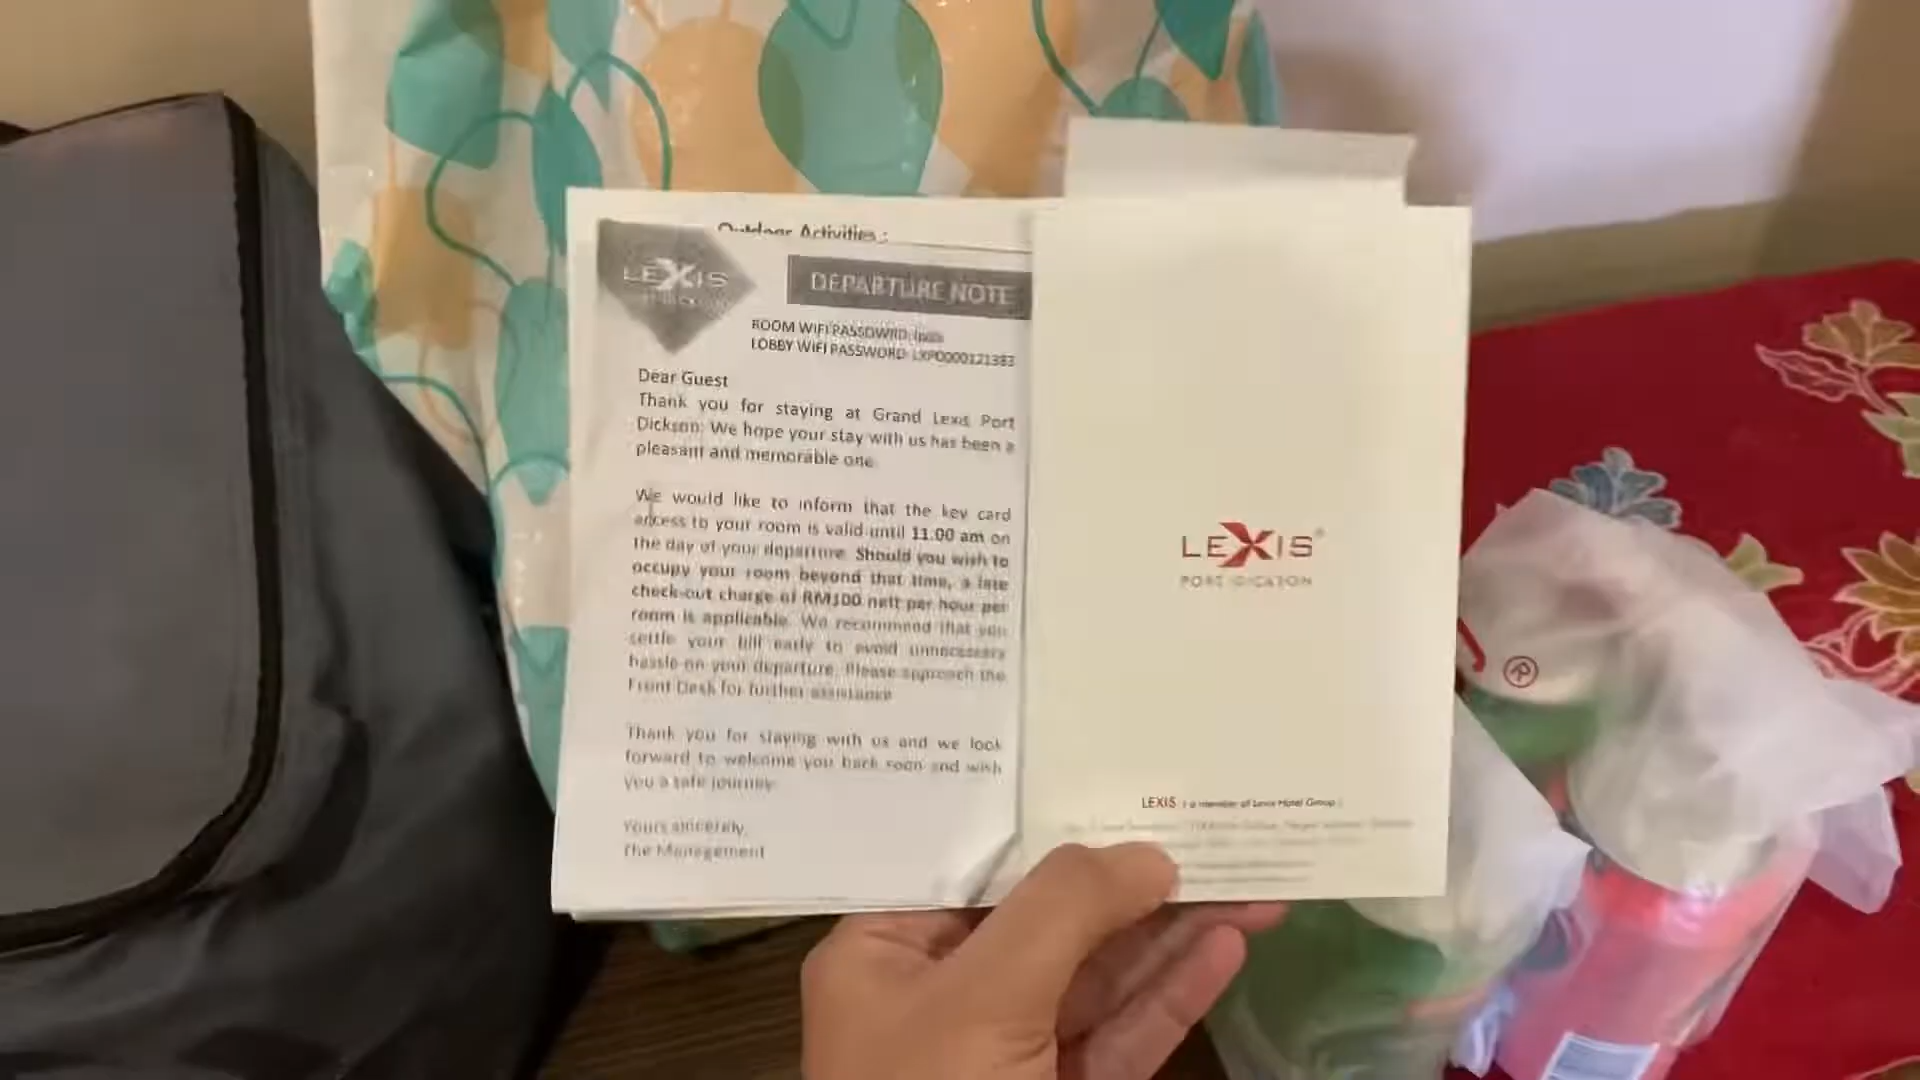 Outdoor Activities :
LEXIS
DEPARTURE NOTE
ROOM WIFI PASSOWRD: lexis
LOBBY WIFI PASSWORD: LXP0000121383
Dear Guest
Thank you for staying at Grand Lexis Port
Dickson. We hope your stay with us has been a
pleasant and memorable one.
We would like to inform that the key card
access to your room is valid until 11:00 am on
the day of your departure. Should you wish to
occupy your room beyond that time, a late
check-out charge of RM100 nett per hour per
room is applicable. We recommend that you
settle your bill early to avoid unnecessary
hassle on your departure. Please approach the
Front Desk for further assistance
Thank you for staying with us and we look
forward to welcome you back soon and wish
you a safe journey.
Yours sincerely,
The Management
LEXIS®
PORT DICKSON
LEXIS ( a member of Lexis Hotel Group )
®